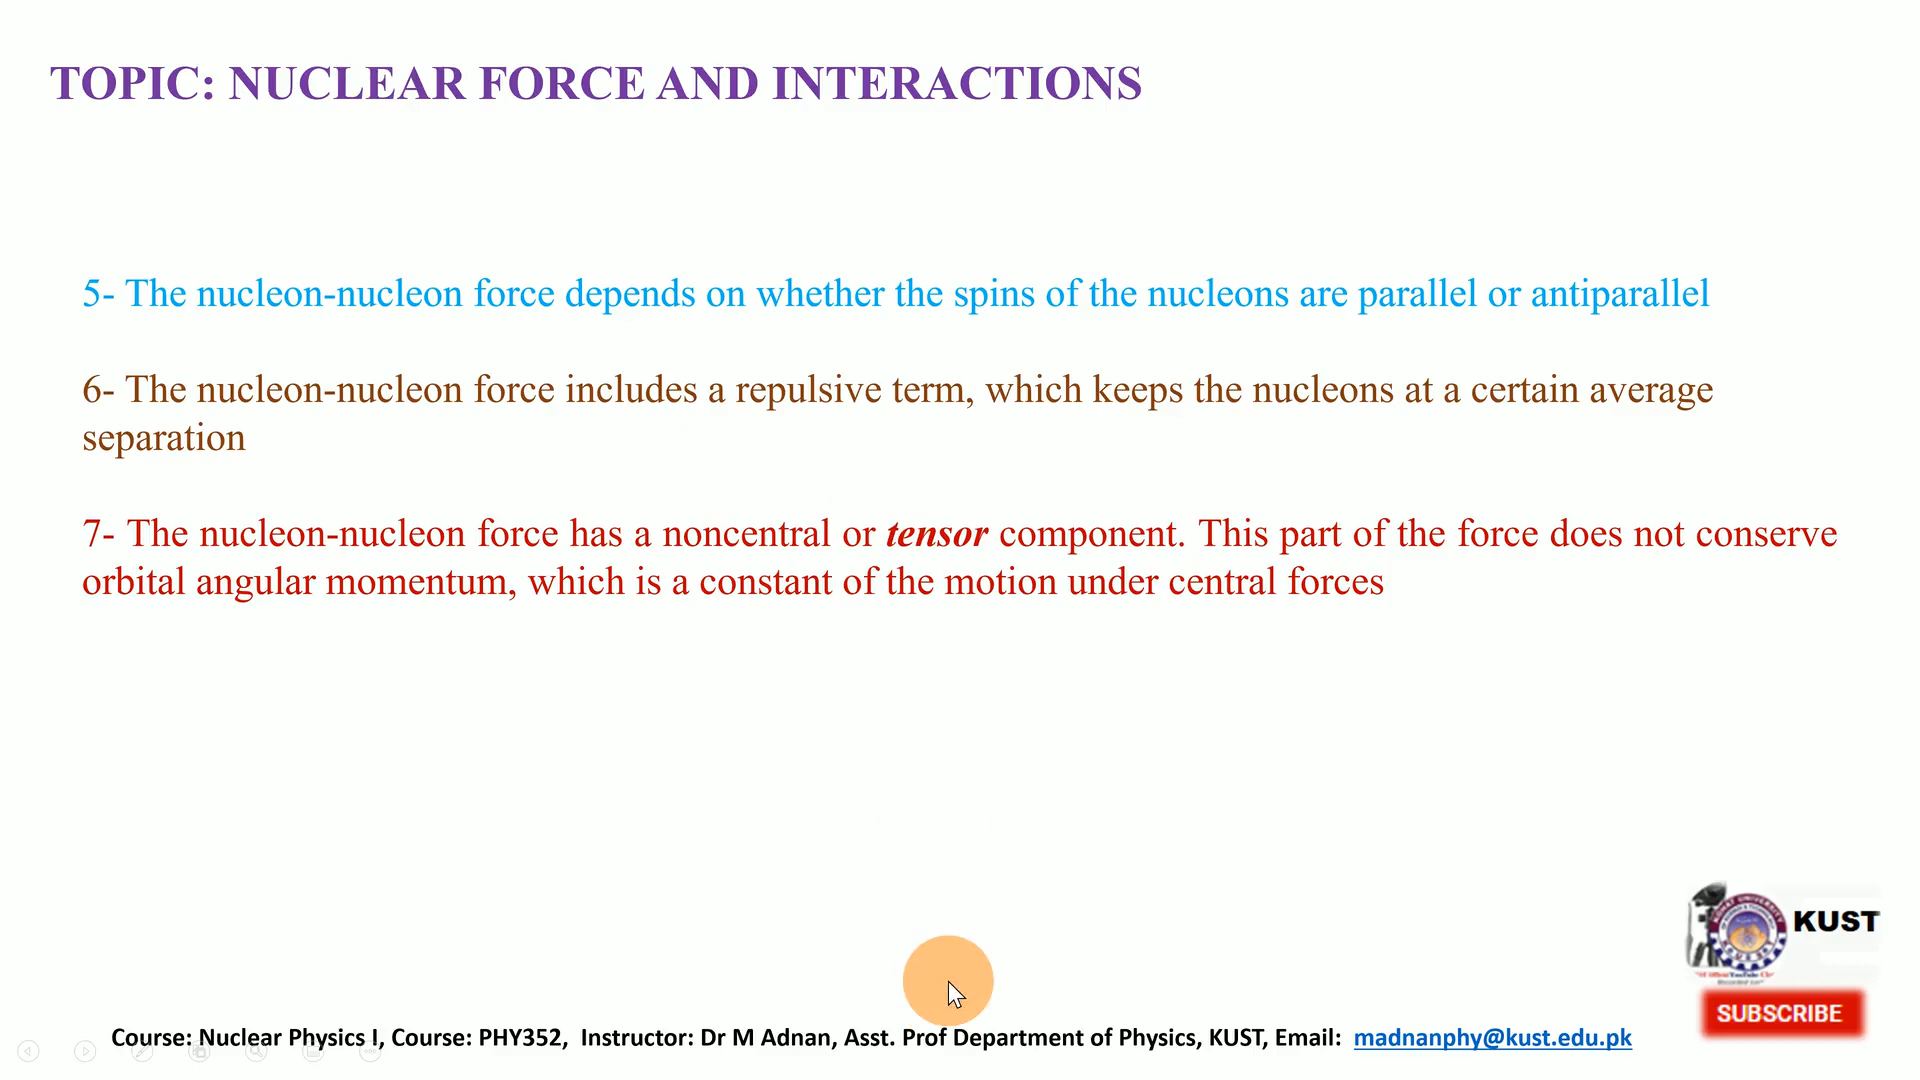 TOPIC: NUCLEAR FORCE AND INTERACTIONS
5- The nucleon-nucleon force depends on whether the spins of the nucleons are parallel or antiparallel
6- The nucleon-nucleon force includes a repulsive term, which keeps the nucleons at a certain average
separation
7- The nucleon-nucleon force has a noncentral or tensor component. This part of the force does not conserve
orbital angular momentum, which is a constant of the motion under central forces
KUST
SUBSCRIBE
Course: Nuclear Physics I, Course: PHY352, Instructor: Dr M Adnan, Asst. Prof Department of Physics, KUST, Email: madnanphy@kust.edu.pk